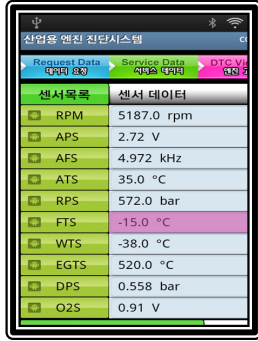 산업용 엔진 진단시스템
Request Data
데이터 요청
Service Data
서비스 데이터
DTC Vi
엔진 고
센서목록 센서 데이터
RPM 5187.0 rpm
APS 2.72 V
AFS 4.972 kHz
ATS 35.0 °C
RPS 572.0 bar
FTS -15.0 °C
WTS -38.0 °C
EGTS 520.0 °C
DPS 0.558 bar
O2S 0.91 V